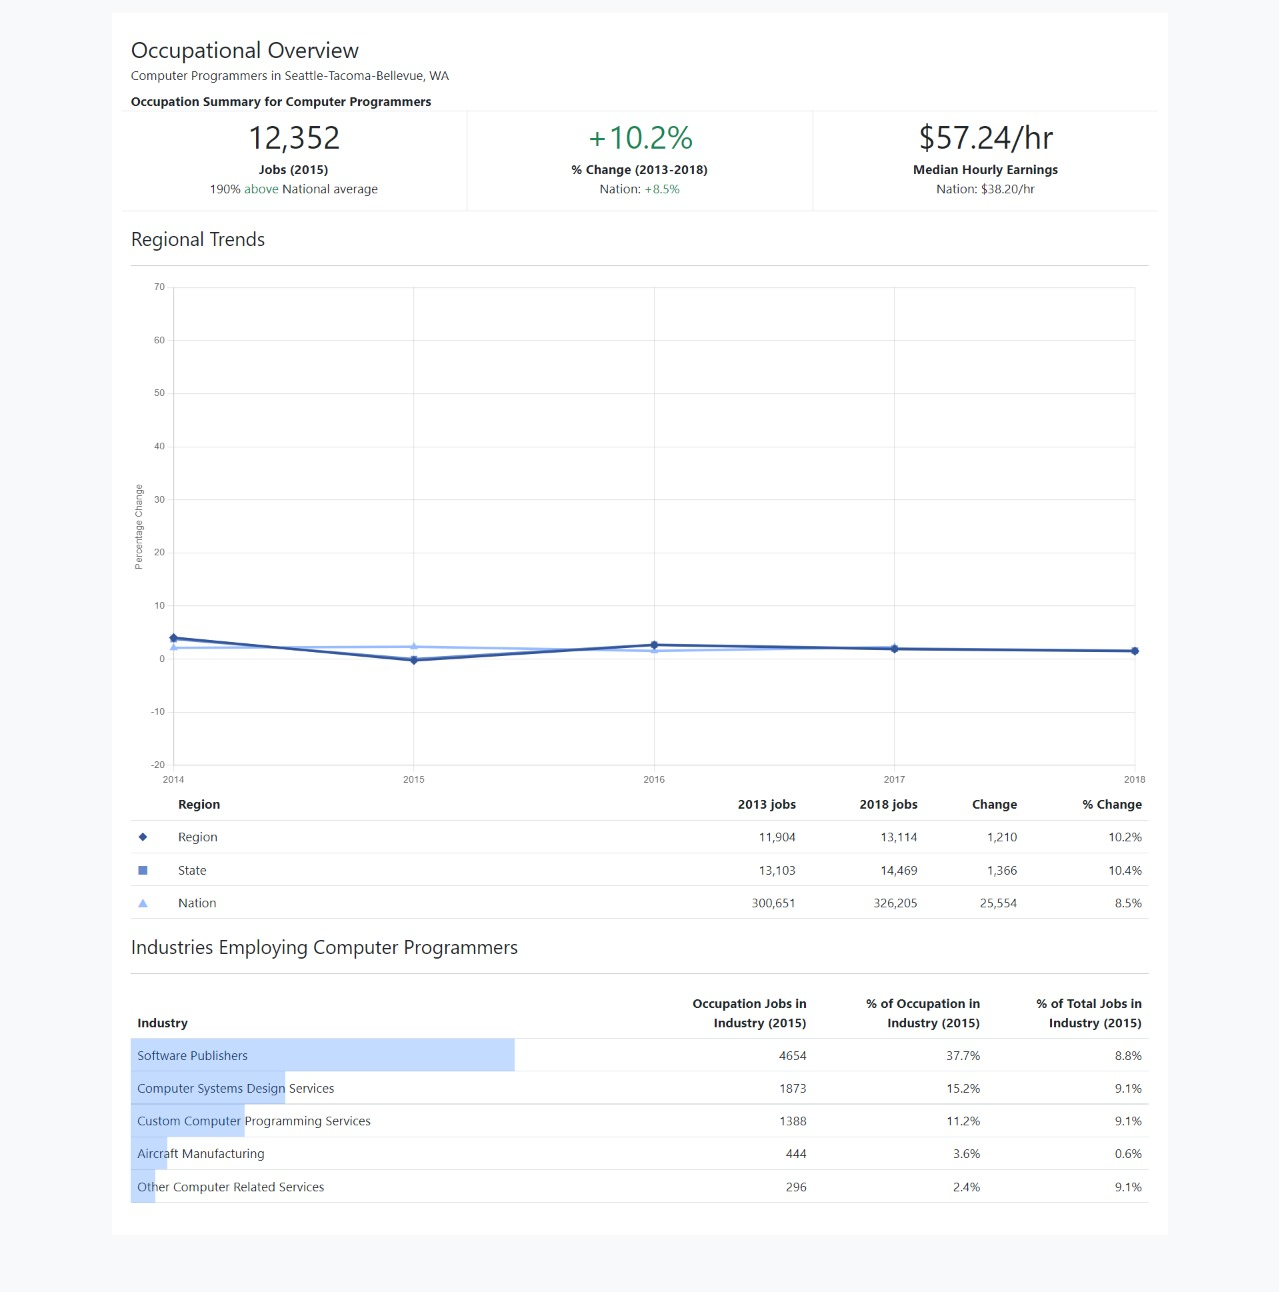 Occupational Overview
Computer Programmers in Seattle-Tacoma-Bellevue, WA
Occupation Summary for Computer Programmers
12,352
Jobs (2015)
190% above National average
+10.2%
% Change (2013-2018)
Nation: +8.5%
$57.24/hr
Median Hourly Earnings
Nation: $38.20/hr
Regional Trends
Percentage Change
70
60
50
40
30
20
10
0
-10
-20
2014 2015 2016 2017 2018
Region 2013 jobs 2018 jobs Change % Change
Region 11,904 13,114 1,210 10.2%
State 13,103 14,469 1,366 10.4%
Nation 300,651 326,205 25,554 8.5%
Industries Employing Computer Programmers
Industry Occupation Jobs in Industry (2015) % of Occupation in Industry (2015) % of Total Jobs in Industry (2015)
Software Publishers 4654 37.7% 8.8%
Computer Systems Design Services 1873 15.2% 9.1%
Custom Computer Programming Services 1388 11.2% 9.1%
Aircraft Manufacturing 444 3.6% 0.6%
Other Computer Related Services 296 2.4% 9.1%